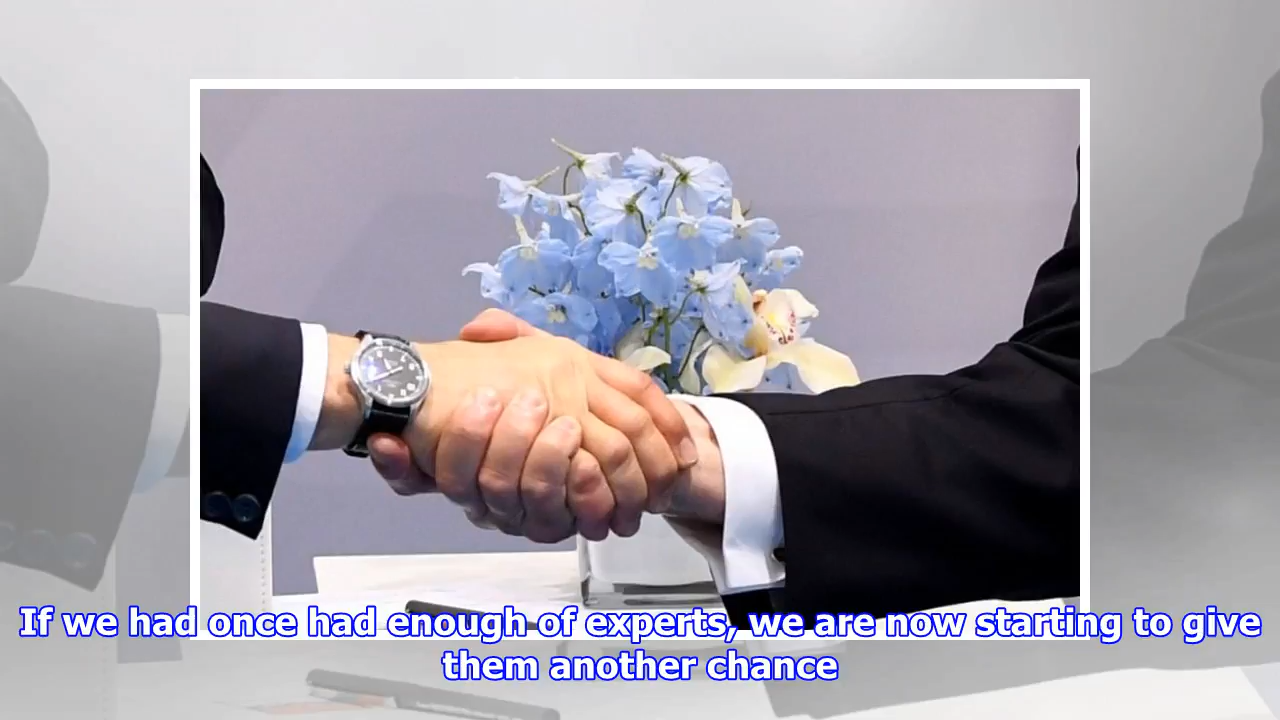 If we had once had enough of experts, we are now starting to give
them another chance